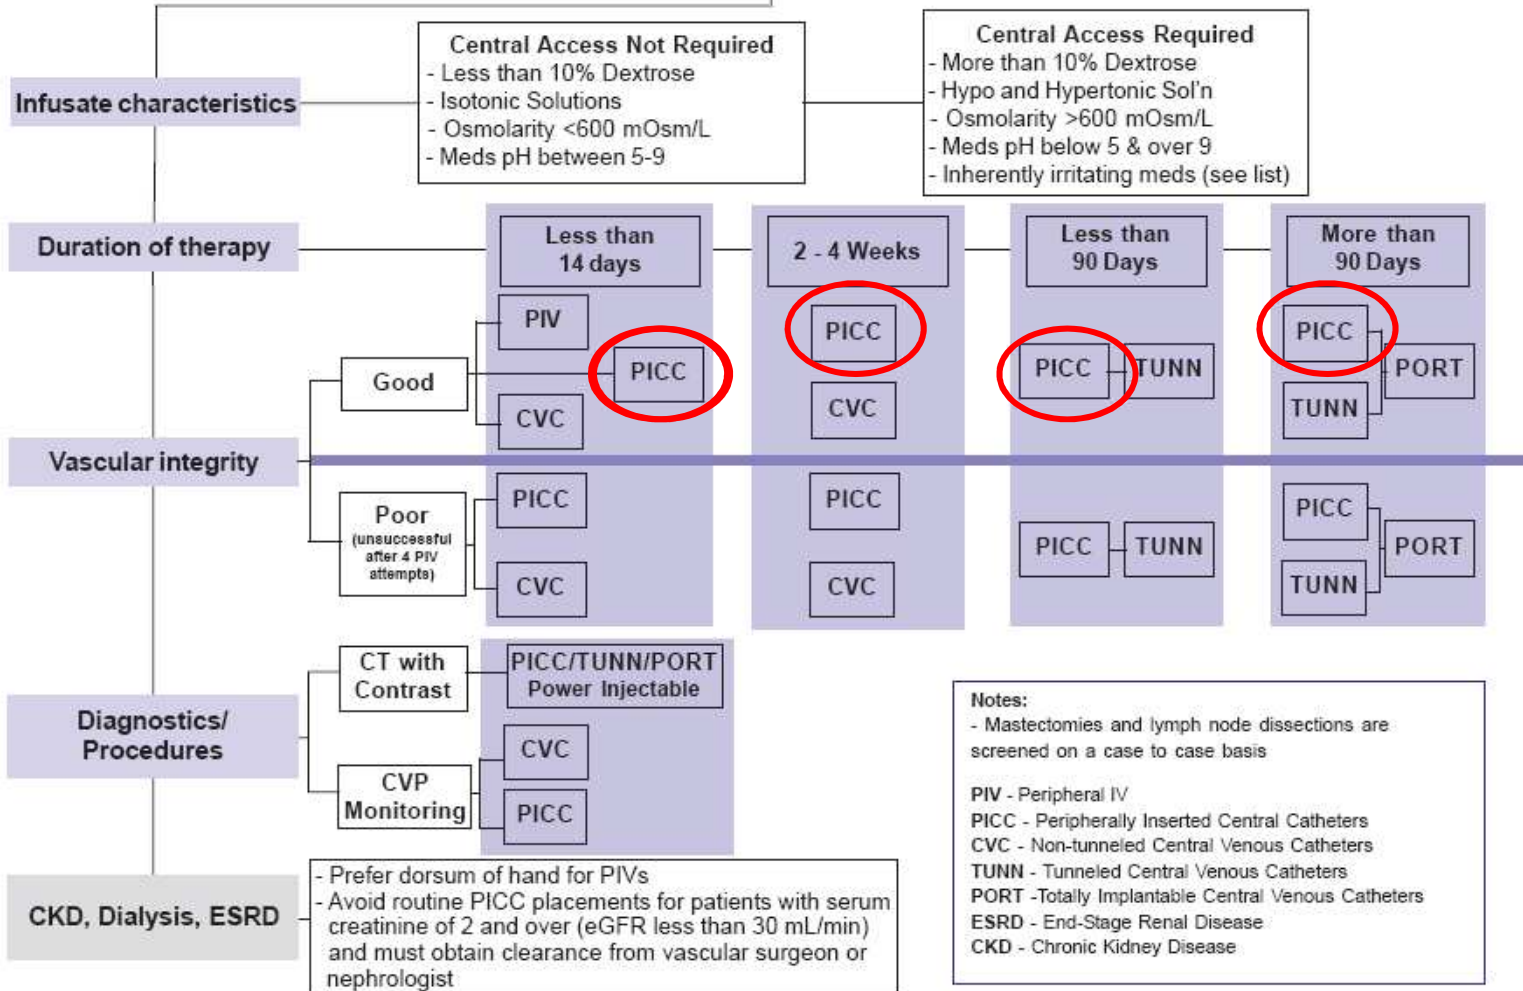 Infusate characteristics
Central Access Not Required
- Less than 10% Dextrose
- Isotonic Solutions
- Osmolarity <600 mOsm/L
- Meds pH between 5-9
Central Access Required
- More than 10% Dextrose
- Hypo and Hypertonic Sol'n
- Osmolarity >600 mOsm/L
- Meds pH below 5 & over 9
- Inherently irritating meds (see list)
Duration of therapy
Less than
14 days
2 - 4 Weeks
Less than
90 Days
More than
90 Days
Vascular integrity
Good
PIV
PICC
CVC
PICC
CVC
PICC
TUNN
PICC
TUNN
PORT
Poor
(unsuccessful
after 4 PIV
attempts)
PICC
CVC
PICC
CVC
PICC
TUNN
PICC
TUNN
PORT
Diagnostics/
Procedures
CT with
Contrast
PICC/TUNN/PORT
Power Injectable
CVP
Monitoring
CVC
PICC
CKD, Dialysis, ESRD
- Prefer dorsum of hand for PIVs
- Avoid routine PICC placements for patients with serum
creatinine of 2 and over (eGFR less than 30 mL/min)
and must obtain clearance from vascular surgeon or
nephrologist
Notes:
- Mastectomies and lymph node dissections are
screened on a case to case basis
PIV - Peripheral IV
PICC - Peripherally Inserted Central Catheters
CVC - Non-tunneled Central Venous Catheters
TUNN - Tunneled Central Venous Catheters
PORT -Totally Implantable Central Venous Catheters
ESRD - End-Stage Renal Disease
CKD - Chronic Kidney Disease